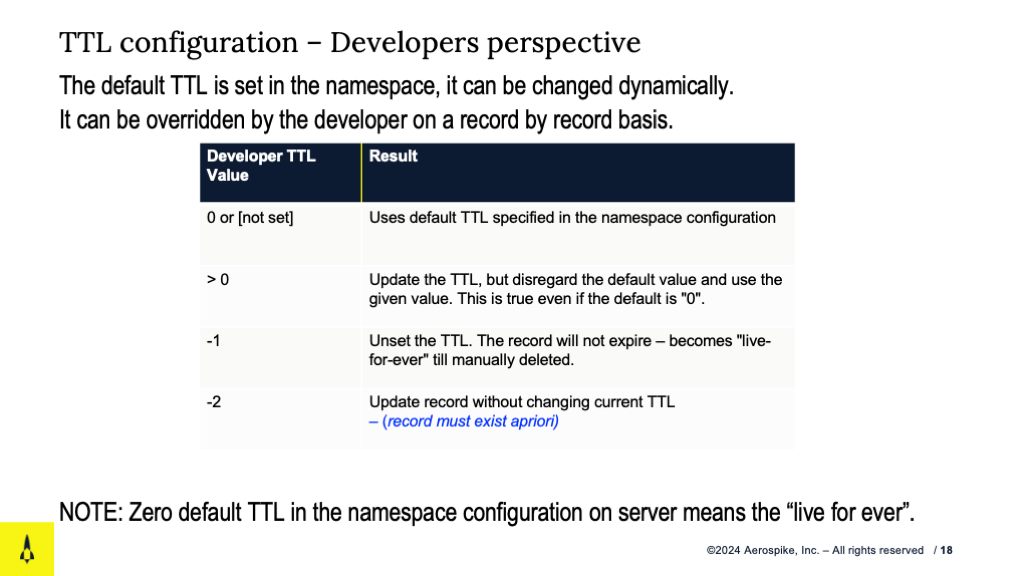 TTL configuration – Developers perspective
The default TTL is set in the namespace, it can be changed dynamically.
It can be overridden by the developer on a record by record basis.
Developer TTL
Value
Result
0 or [not set]
Uses default TTL specified in the namespace configuration
> 0
Update the TTL, but disregard the default value and use the
given value. This is true even if the default is "0".
-1
Unset the TTL. The record will not expire – becomes "live-
for-ever" till manually deleted.
-2
Update record without changing current TTL
– (record must exist apriori)
NOTE: Zero default TTL in the namespace configuration on server means the “live for ever”.
©2024 Aerospike, Inc. – All rights reserved / 18